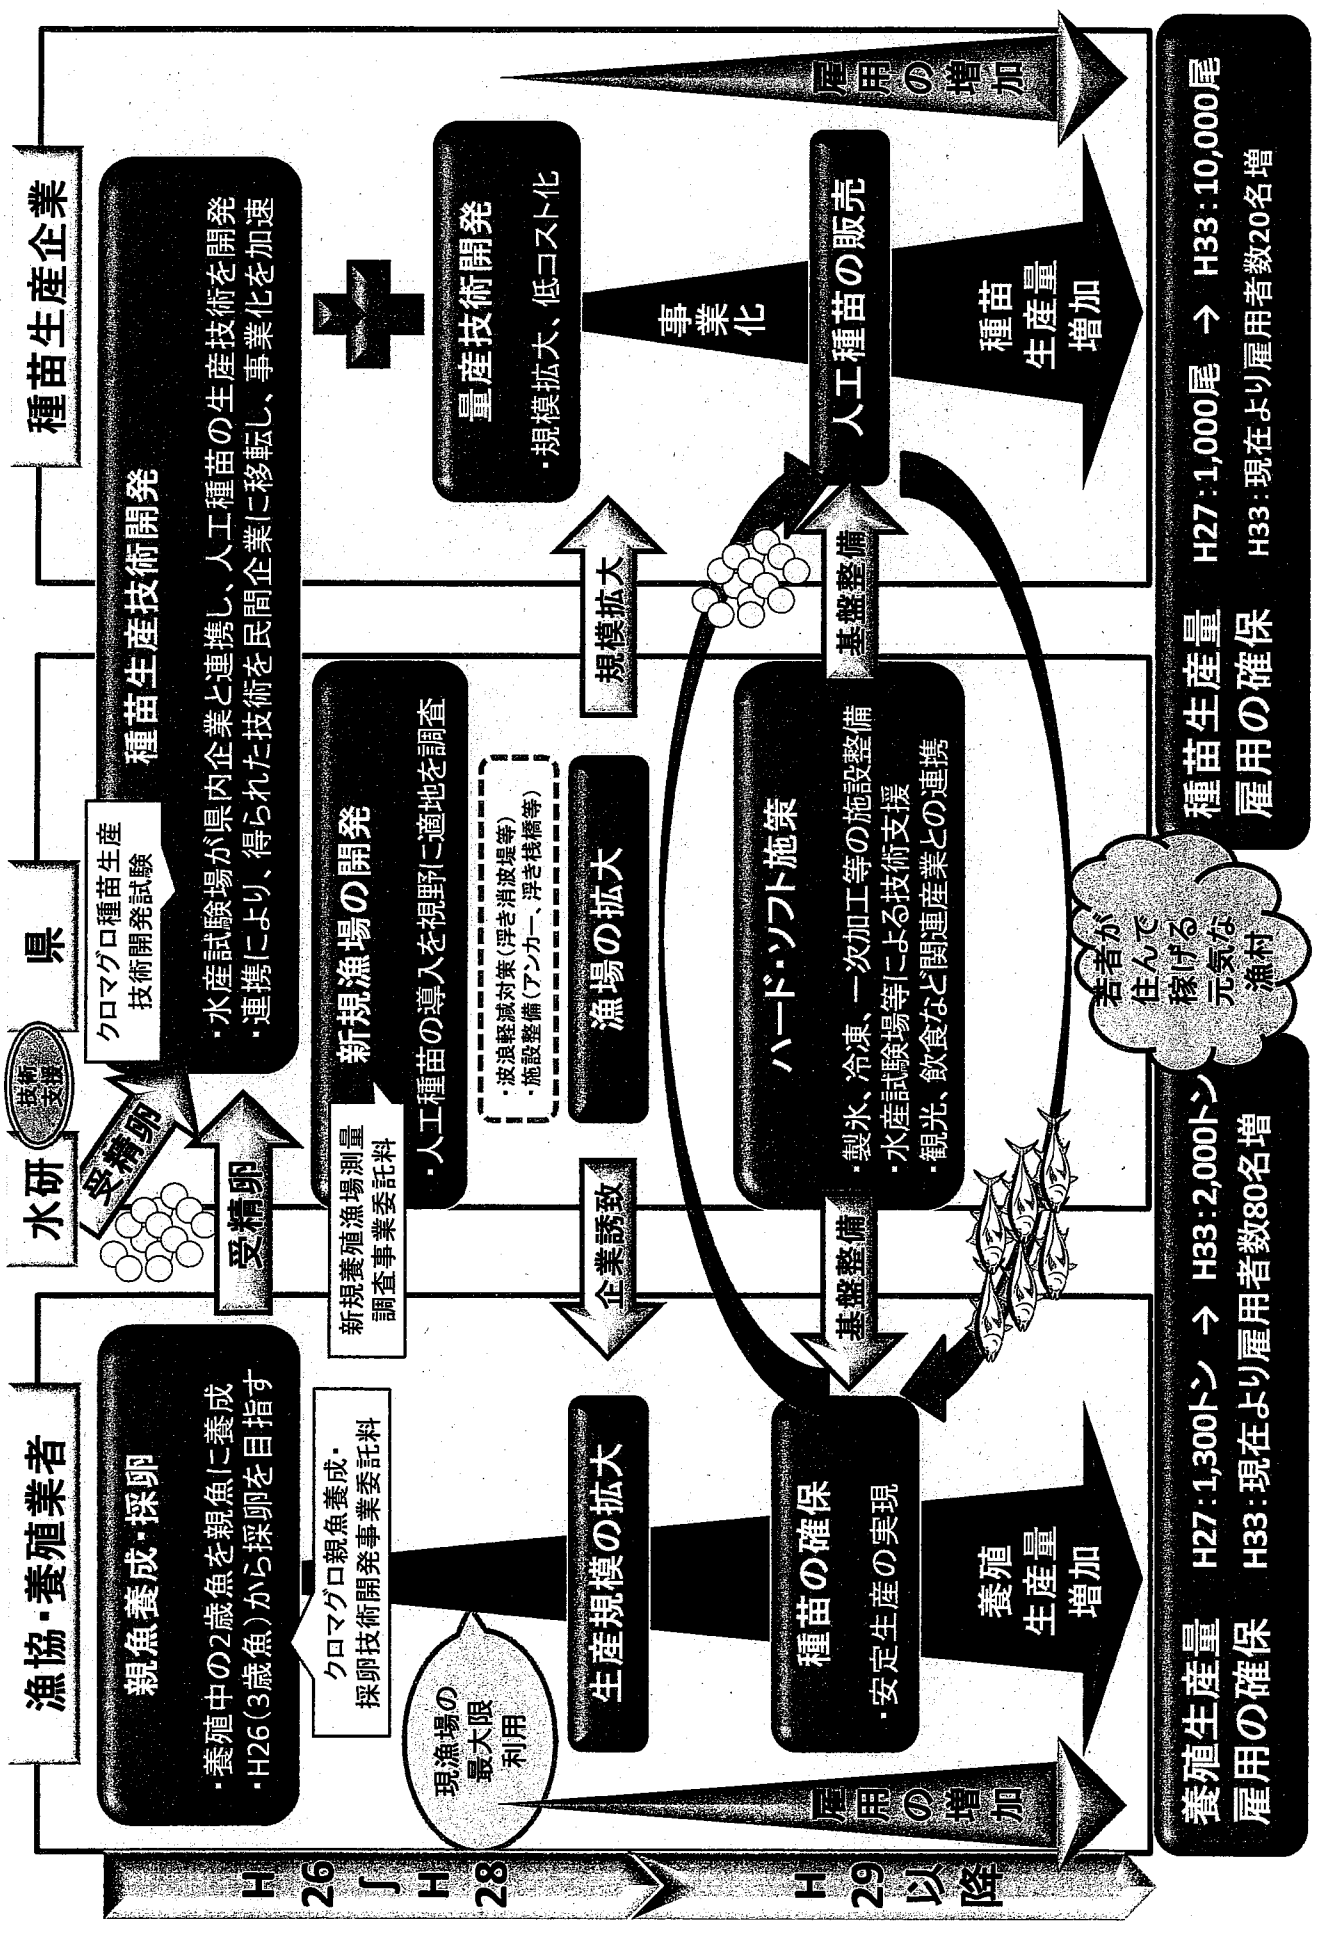 漁協・養殖業者
水研
技術
支援
県
種苗生産企業
H
26
∫
H
28
H
29
以
降
親魚養成・採卵
・養殖中の2歳魚を親魚に養成
・H26(3歳魚)から採卵を目指す
クロマグロ親魚養成・
採卵技術開発事業委託料
受精卵
受精卵
クロマグロ種苗生産
技術開発試験
種苗生産技術開発
・水産試験場が県内企業と連携し、人工種苗の生産技術を開発
・連携により、得られた技術を民間企業に移転し、事業化を加速
新規養殖漁場測量
調査事業委託料
新規漁場の開発
・人工種苗の導入を視野に適地を調査
・波浪軽減対策(浮き消波堤等)
・施設整備(アンカー、浮き桟橋等)
量産技術開発
・規模拡大、低コスト化
現漁場の
最大限
利用
生産規模の拡大
企業誘致
漁場の拡大
規模拡大
事
業
化
種苗の確保
・安定生産の実現
基盤整備
ハード・ソフト施策
・製氷、冷凍、一次加工等の施設整備
・水産試験場等による技術支援
・観光、飲食など関連産業との連携
基盤整備
人工種苗の販売
雇用の増加
養殖
生産量
増加
種苗
生産量
増加
雇用の増加
若者が
住んで
稼げる
元気な
漁村
養殖生産量 H27:1,300トン → H33:2,000トン
雇用の確保 H33:現在より雇用者数80名増
種苗生産量 H27:1,000尾 → H33:10,000尾
雇用の確保 H33:現在より雇用者数20名増